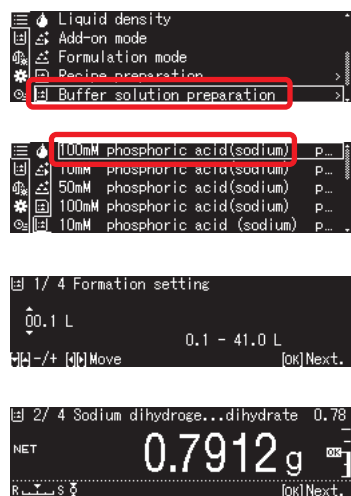 Liquid density
Add-on mode
Formulation mode
Recipe preparation >
Buffer solution preparation >
100mM phosphoric acid(sodium) p…
10mM phosphoric acid(sodium) p…
50mM phosphoric acid(sodium) p…
100mM phosphoric acid(sodium) p…
10mM phosphoric acid (sodium) p…
1/ 4 Formation setting
00.1 L
0.1 - 41.0 L
-/+ Move [OK]Next.
2/ 4 Sodium dihydroge...dihydrate 0.78
NET 0.7912 g OK
R S [OK]Next.